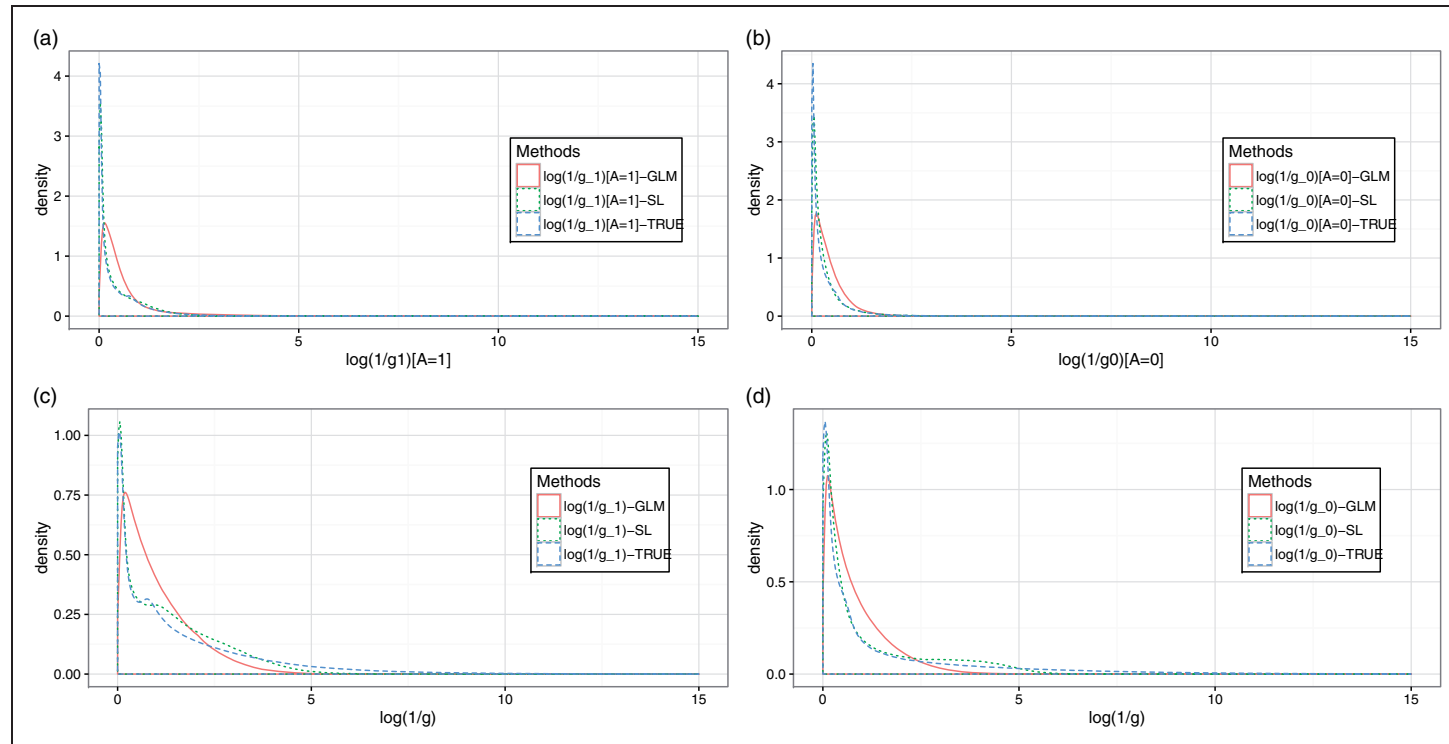 (a)
4
3
2
1
0
density
0 5 10 15
log(1/g1)[A=1]
Methods
log(1/g_1)[A=1]−GLM
log(1/g_1)[A=1]−SL
log(1/g_1)[A=1]−TRUE
(b)
4
3
2
1
0
density
0 5 10 15
log(1/g0)[A=0]
Methods
log(1/g_0)[A=0]−GLM
log(1/g_0)[A=0]−SL
log(1/g_0)[A=0]−TRUE
(c)
1.00
0.75
0.50
0.25
0.00
density
0 5 10 15
log(1/g)
Methods
log(1/g_1)−GLM
log(1/g_1)−SL
log(1/g_1)−TRUE
(d)
1.0
0.5
0.0
density
0 5 10 15
log(1/g)
Methods
log(1/g_0)−GLM
log(1/g_0)−SL
log(1/g_0)−TRUE